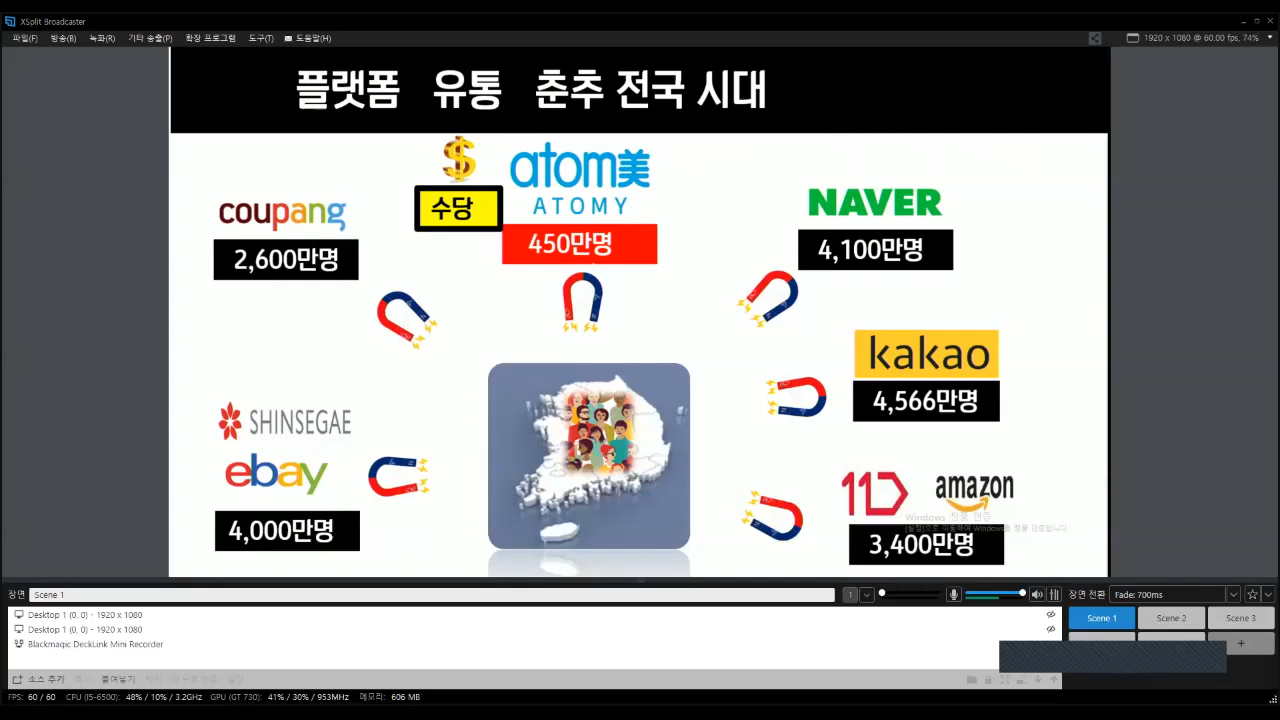 XSplit Broadcaster
파일(F) 방송(B) 녹화(R) 기타 송출(P) 확장 프로그램 도구(T) 도움말(H)
1920 x 1080 @ 60.00 fps, 74%
플랫폼 유통 춘추 전국 시대
$
atom美
ATOMY
수당
450만명
coupang
2,600만명
NAVER
4,100만명
kakao
4,566만명
SHINSEGAE
ebay
4,000만명
11
amazon
3,400만명
Windows 정품 인증
장면 Scene 1
1
장면 전환 Fade: 700ms
Desktop 1 (0, 0) - 1920 x 1080
Desktop 1 (0, 0) - 1920 x 1080
Blackmagic DeckLink Mini Recorder
Scene 1 Scene 2 Scene 3
+
소스 추가 붙여넣기
FPS: 60 / 60 CPU (I5-6500): 48% / 10% / 3.2GHz GPU (GT 730): 41% / 30% / 953MHz 메모리: 606 MB